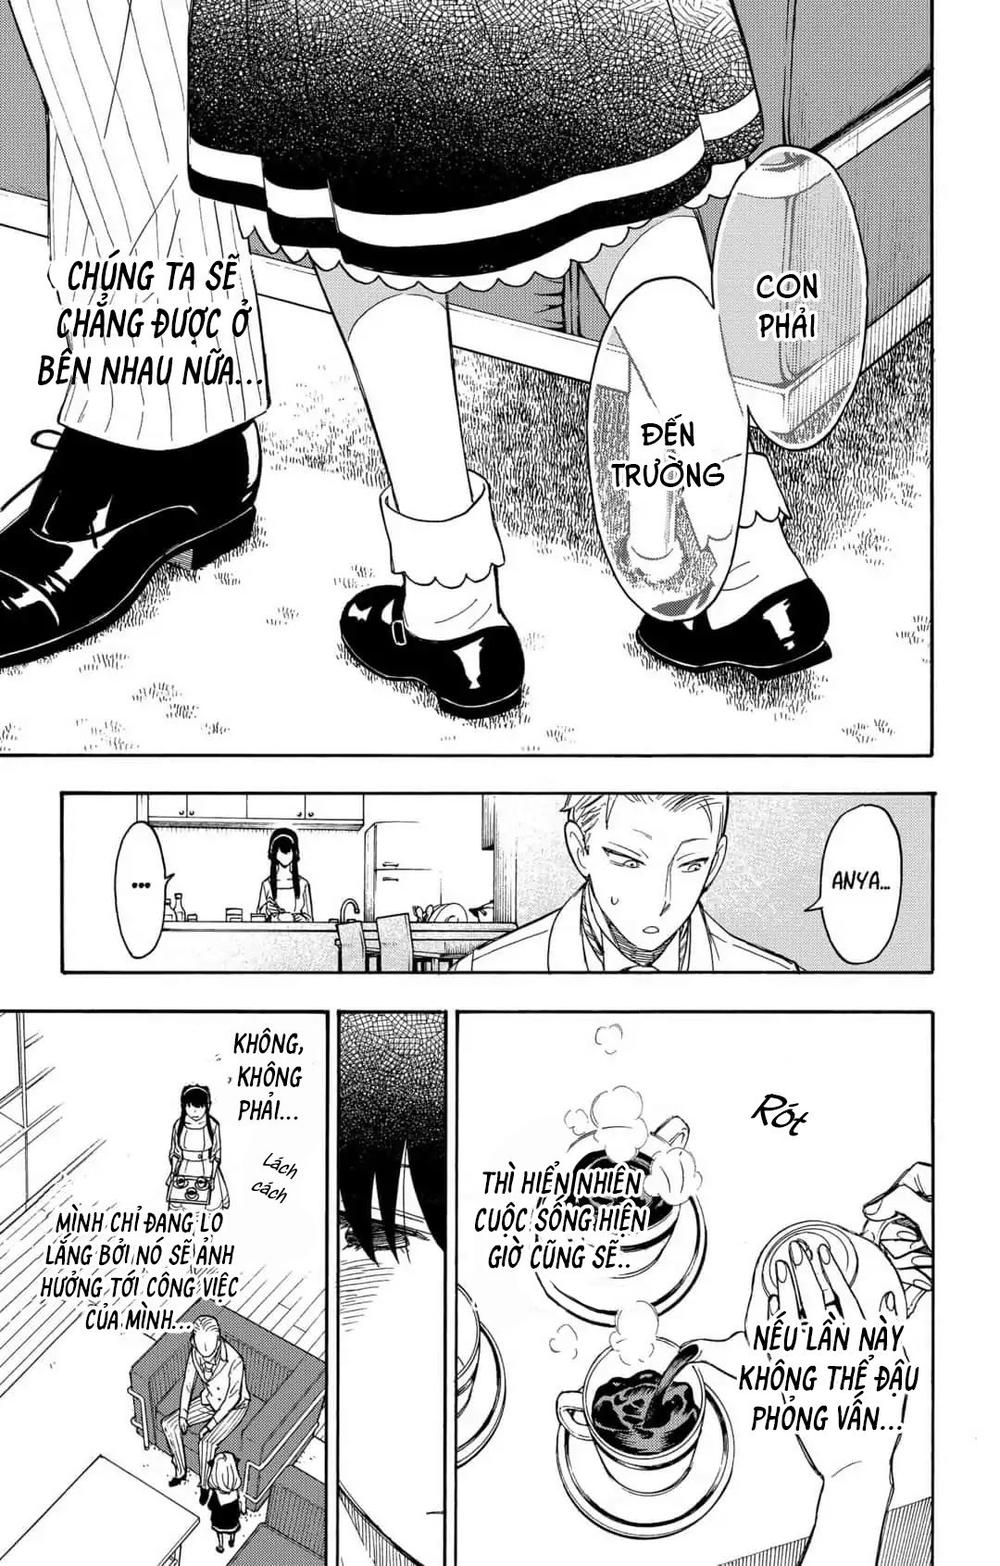 CON
PHẢI
ĐẾN
TRƯỜNG
CHÚNG TA SẼ
CHẲNG ĐƯỢC Ở
BÊN NHAU NỮA...
ANYA...
...
Rót
NẾU LẦN NÀY
KHÔNG THỂ ĐẬU
PHỎNG VẤN...
THÌ HIỂN NHIÊN
CUỘC SỐNG HIỆN
GIỜ CŨNG SẼ..
KHÔNG,
KHÔNG
PHẢI...
Lách
cách
MÌNH CHỈ ĐANG LO
LẮNG BỞI NÓ SẼ ẢNH
HƯỞNG TỚI CÔNG VIỆC
CỦA MÌNH...